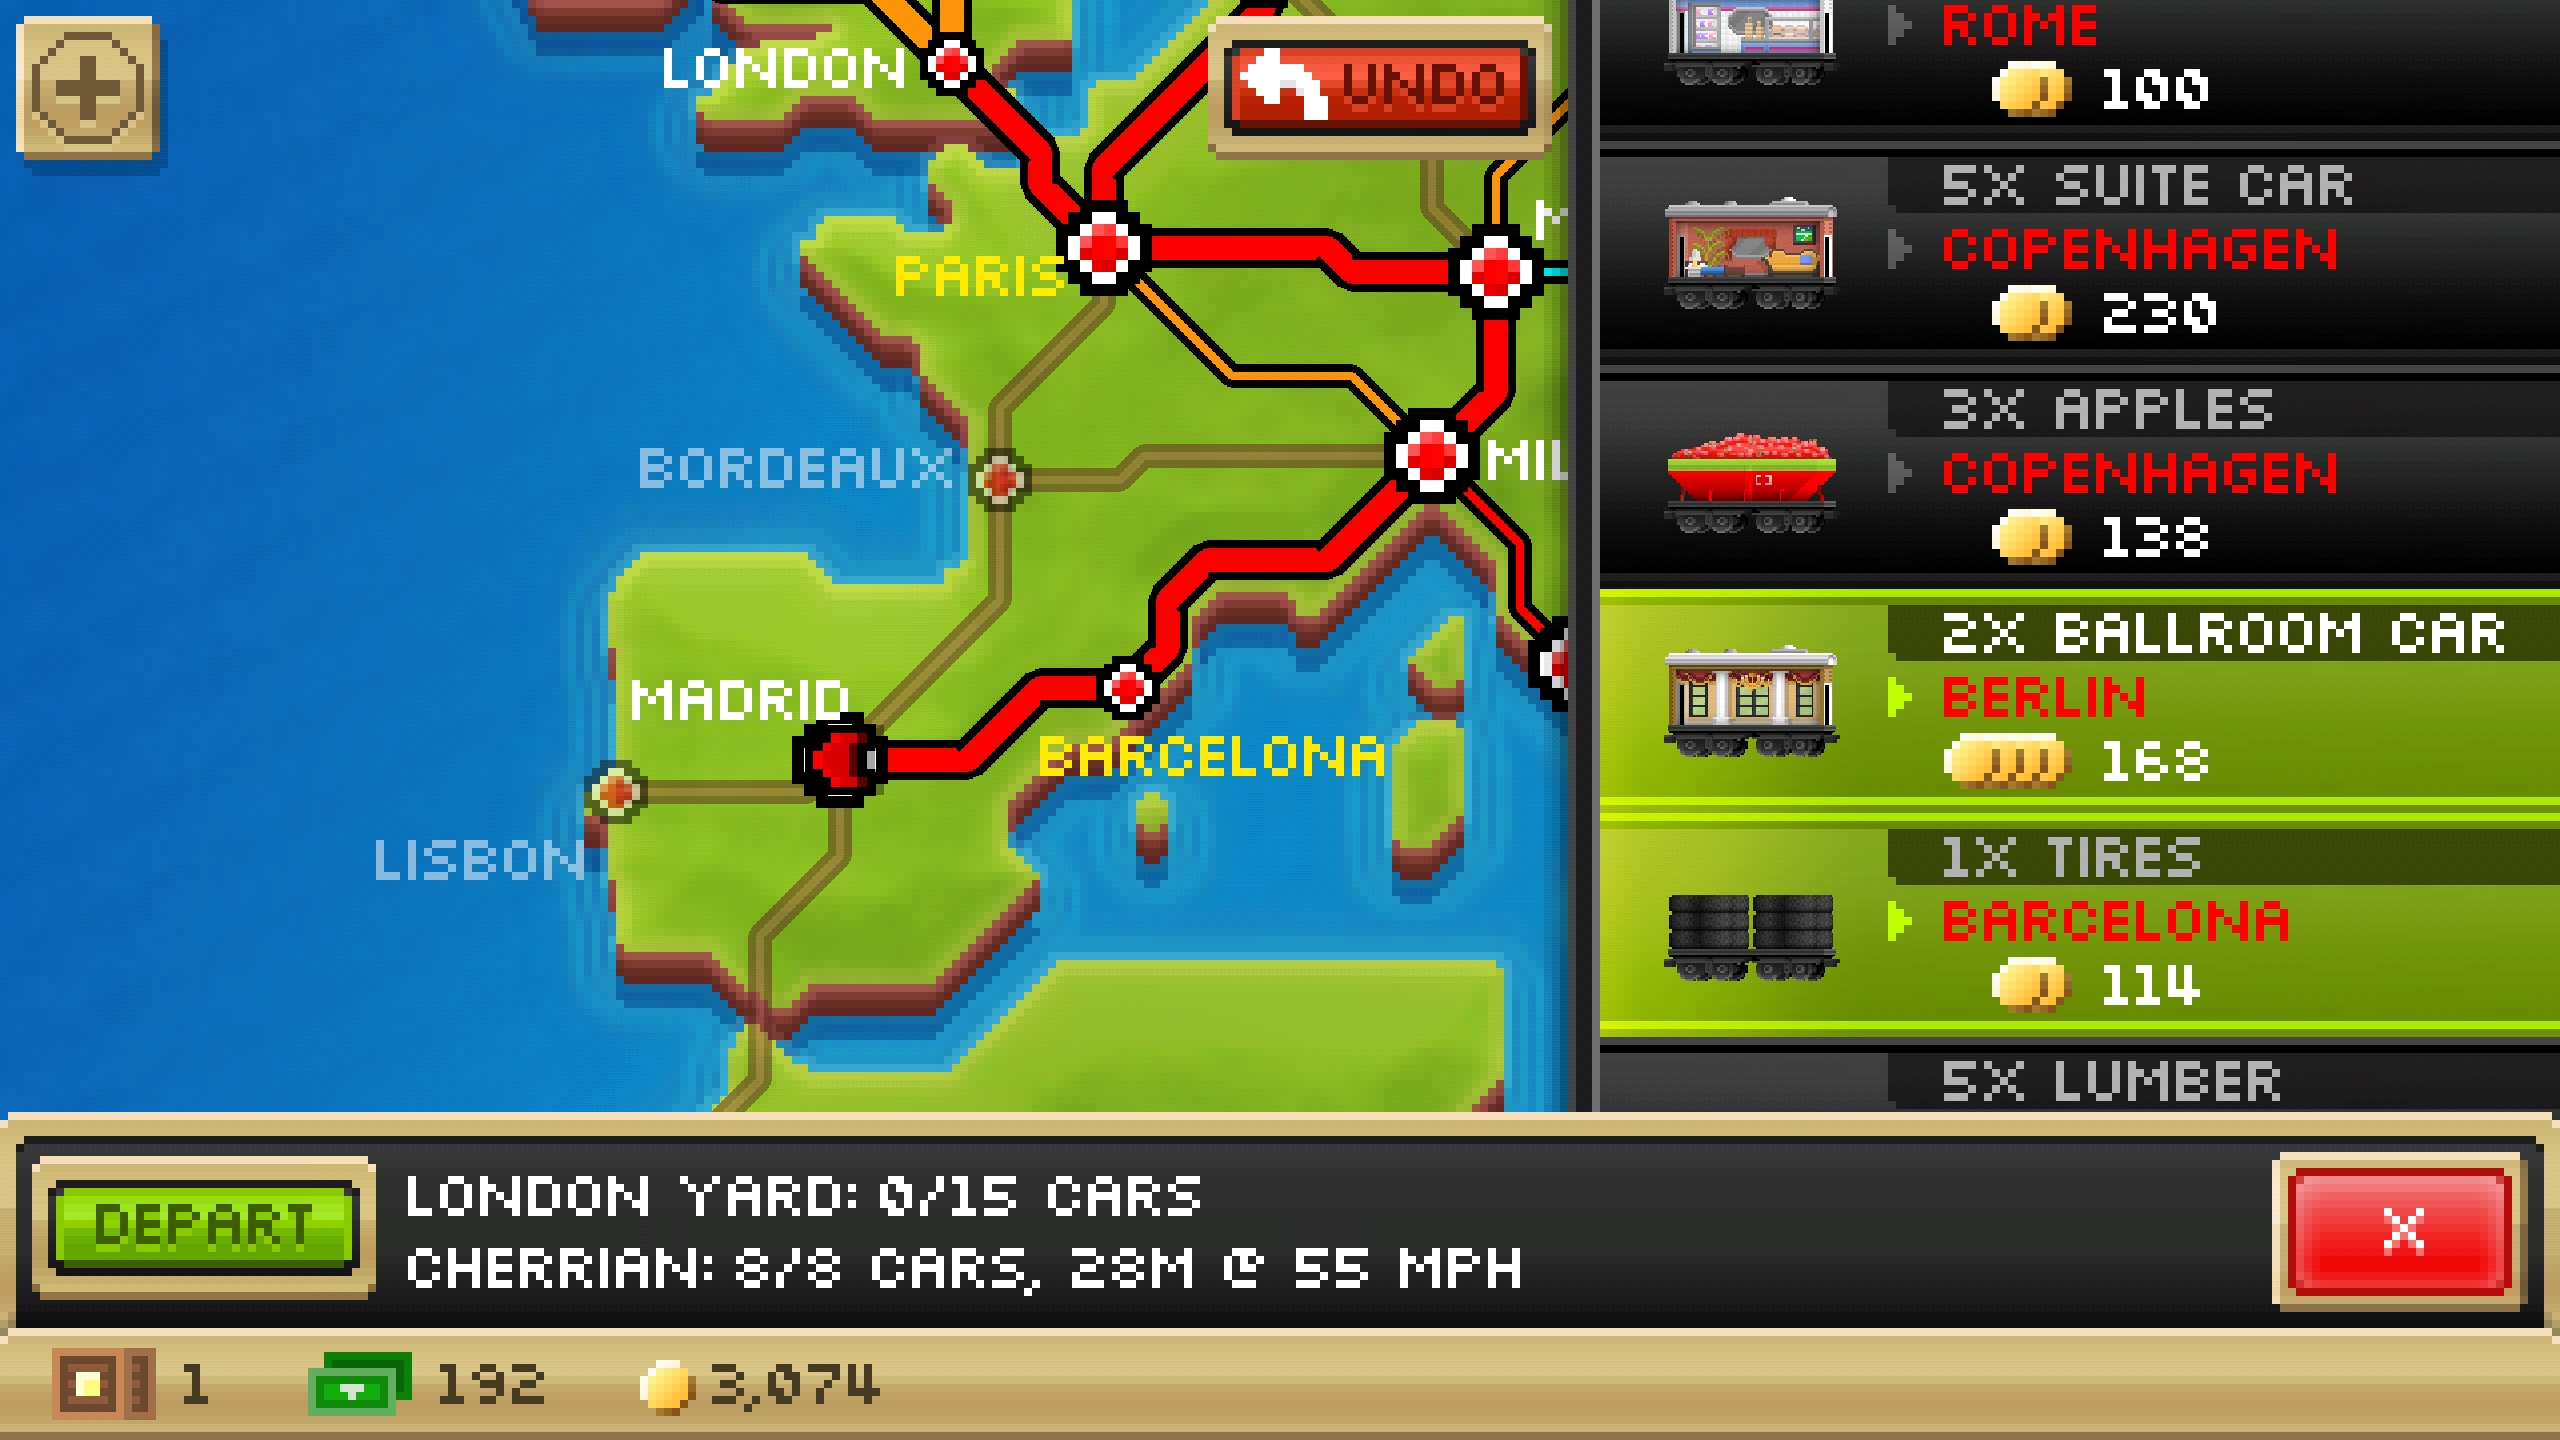 LONDON
UNDO
PARIS
BORDEAUX
MIL
MADRID
BARCELONA
LISBON
ROME
100
5X SUITE CAR
COPENHAGEN
230
3X APPLES
COPENHAGEN
138
2X BALLROOM CAR
BERLIN
168
1X TIRES
BARCELONA
114
5X LUMBER
DEPART
LONDON YARD: 0/15 CARS
CHERRIAN: 8/8 CARS, 28M @ 55 MPH
X
1
192
3,074